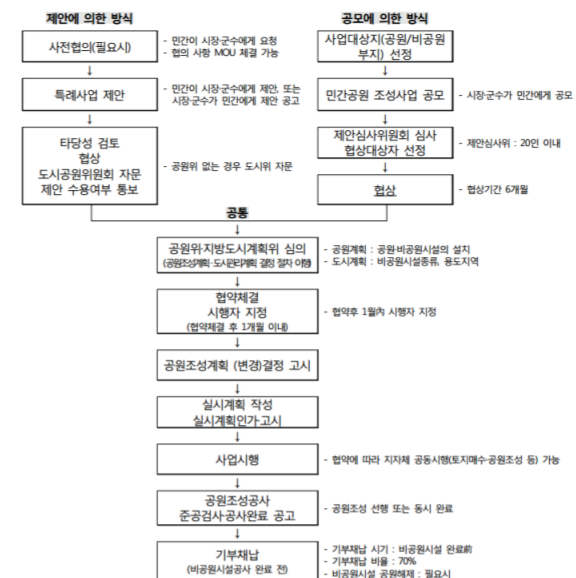 제안에 의한 방식
사전협의(필요시)
- 민간이 시장·군수에게 요청
- 협의 사항 MOU 체결 가능
↓
특례사업 제안
- 민간이 시장·군수에게 제안, 또는
시장·군수가 민간에게 제안 공고
↓
타당성 검토
협상
도시공원위원회 자문
제안 수용여부 통보
- 공원위 없는 경우 도시위 자문
공모에 의한 방식
사업대상지(공원/비공원
부지) 선정
↓
민간공원 조성사업 공모
- 시장·군수가 민간에게 공모
↓
제안심사위원회 심사
협상대상자 선정
- 제안심사위 : 20인 이내
↓
협상
- 협상기간 6개월
공통
↓
공원위·지방도시계획위 심의
(공원조성계획·도시관리계획 결정 절차 이행)
- 공원계획 : 공원·비공원시설의 설치
- 도시계획 : 비공원시설종류, 용도지역
↓
협약체결
시행자 지정
(협약체결 후 1개월 이내)
- 협약후 1월內 시행자 지정
↓
공원조성계획 (변경)결정 고시
↓
실시계획 작성
실시계획인가·고시
↓
사업시행
- 협약에 따라 지자체 공동시행(토지매수·공원조성 등) 가능
↓
공원조성공사
준공검사·공사완료 공고
- 공원조성 선행 또는 동시 완료
↓
기부채납
(비공원시설공사 완료 전)
- 기부채납 시기 : 비공원시설 완료前
- 기부채납 비율 : 70%
- 비공원시설 공원해제 : 필요시